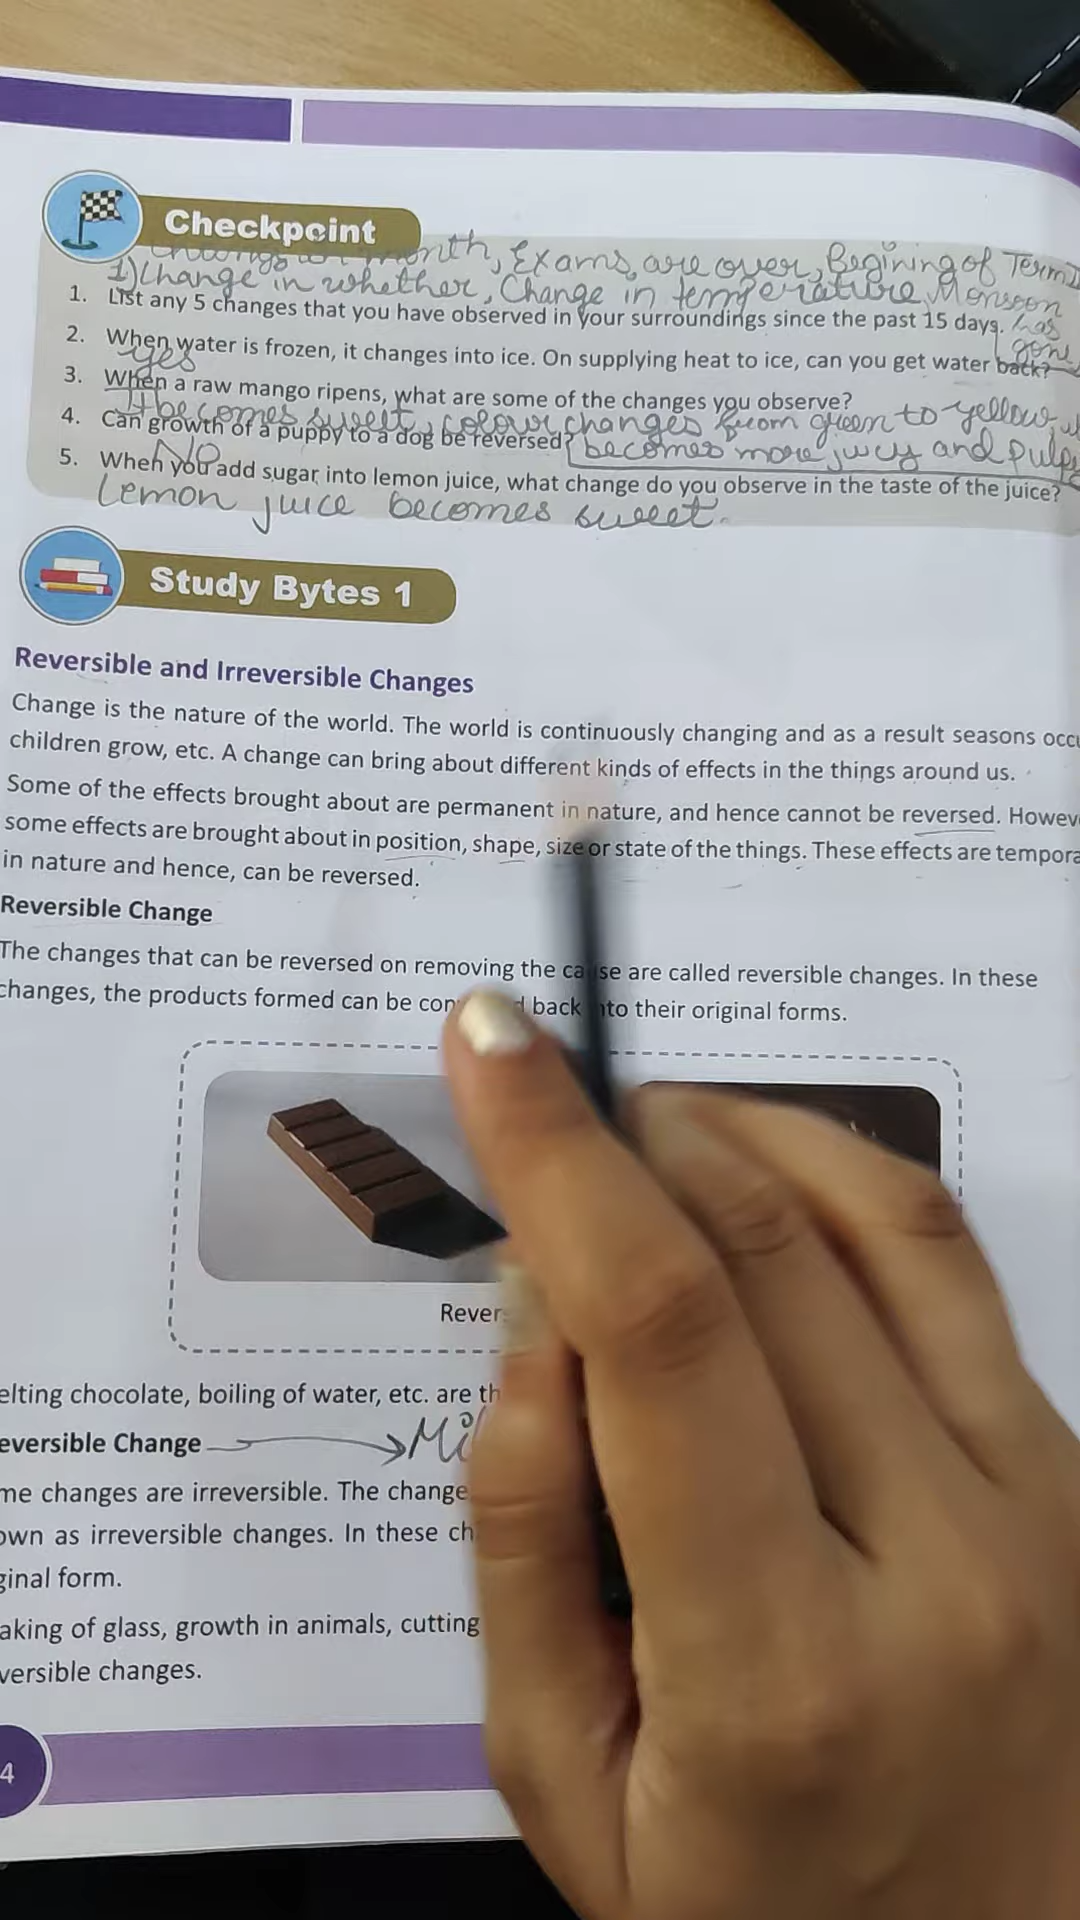 Checkpoint
month, Exams are over, Begining of Term
1) Change in whether, Change in temperature, Monsoon
1. List any 5 changes that you have observed in your surroundings since the past 15 days. has
gone
2. When water is frozen, it changes into ice. On supplying heat to ice, can you get water back?
yes
3. When a raw mango ripens, what are some of the changes you observe?
It becomes sweet, colour changes from green to yellow,
4. Can growth of a puppy to a dog be reversed? becomes more juicy and
No
5. When you add sugar into lemon juice, what change do you observe in the taste of the juice?
Lemon juice becomes sweet.
Study Bytes 1
Reversible and Irreversible Changes
Change is the nature of the world. The world is continuously changing and as a result seasons
children grow, etc. A change can bring about different kinds of effects in the things around us.
Some of the effects brought about are permanent in nature, and hence cannot be reversed.
some effects are brought about in position, shape, size or state of the things. These effects are
in nature and hence, can be reversed.
Reversible Change
The changes that can be reversed on removing the cause are called reversible changes. In these
changes, the products formed can be back into their original forms.
elting chocolate, boiling of water, etc. are
eversible Change
me changes are irreversible. The change
own as irreversible changes. In these
ginal form.
aking of glass, growth in animals, cutting
versible changes.
4